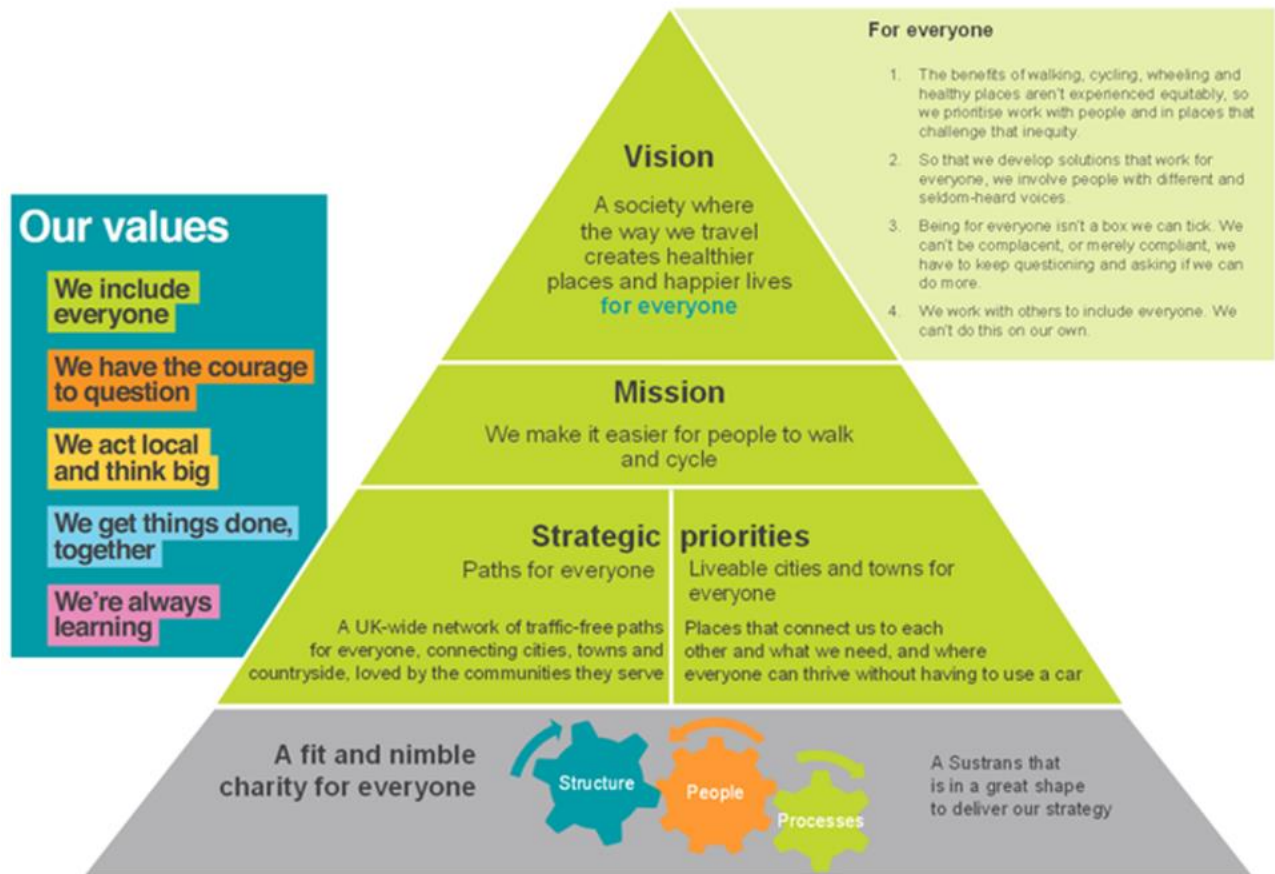 For everyone
1. The benefits of walking, cycling, wheeling and
healthy places aren't experienced equitably, so
we prioritise work with people and in places that
challenge that inequity.
2. So that we develop solutions that work for
everyone, we involve people with different and
seldom-heard voices.
3. Being for everyone isn't a box we can tick. We
can't be complacent, or merely compliant, we
have to keep questioning and asking if we can
do more.
4. We work with others to include everyone. We
can't do this on our own.
Our values
We include
everyone
We have the courage
to question
We act local
and think big
We get things done,
together
We're always
learning
Vision
A society where
the way we travel
creates healthier
places and happier lives
for everyone
Mission
We make it easier for people to walk
and cycle
Strategic priorities
Paths for everyone
A UK-wide network of traffic-free paths
for everyone, connecting cities, towns and
countryside, loved by the communities they serve
Liveable cities and towns for
everyone
Places that connect us to each
other and what we need, and where
everyone can thrive without having to use a car
A fit and nimble
charity for everyone
Structure
People
Processes
A Sustrans that
is in a great shape
to deliver our strategy